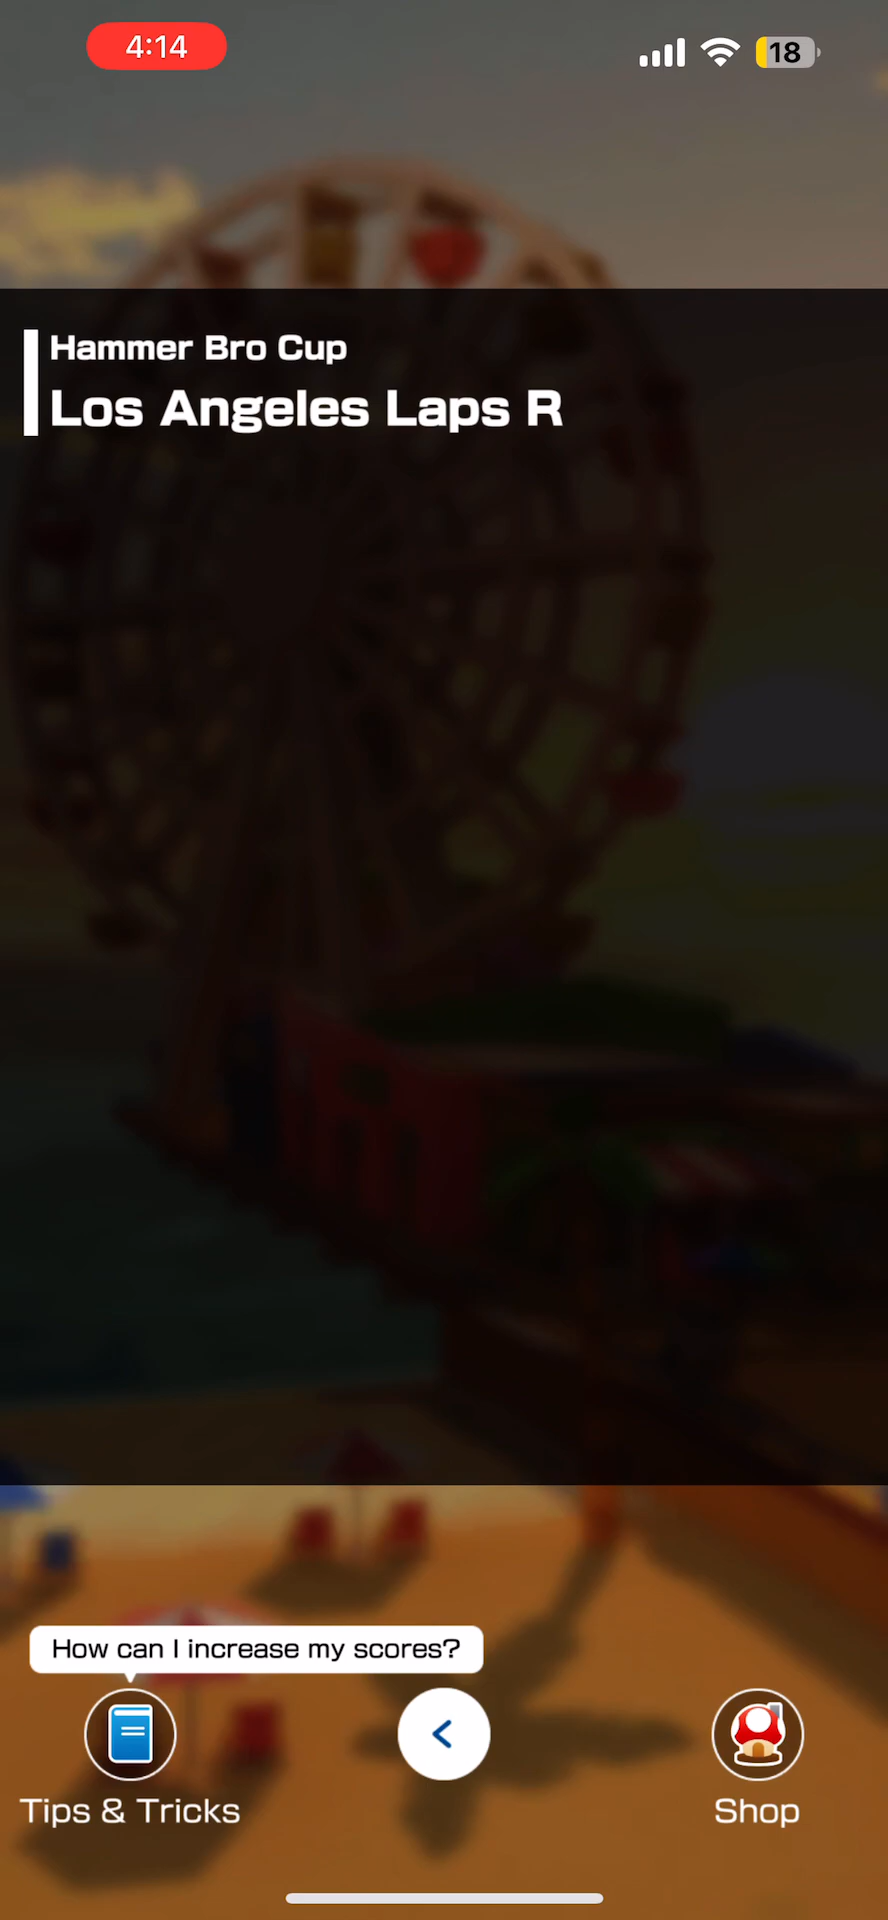 4:14
18
Hammer Bro Cup
Los Angeles Laps R
How can I increase my scores?
Tips & Tricks
Shop